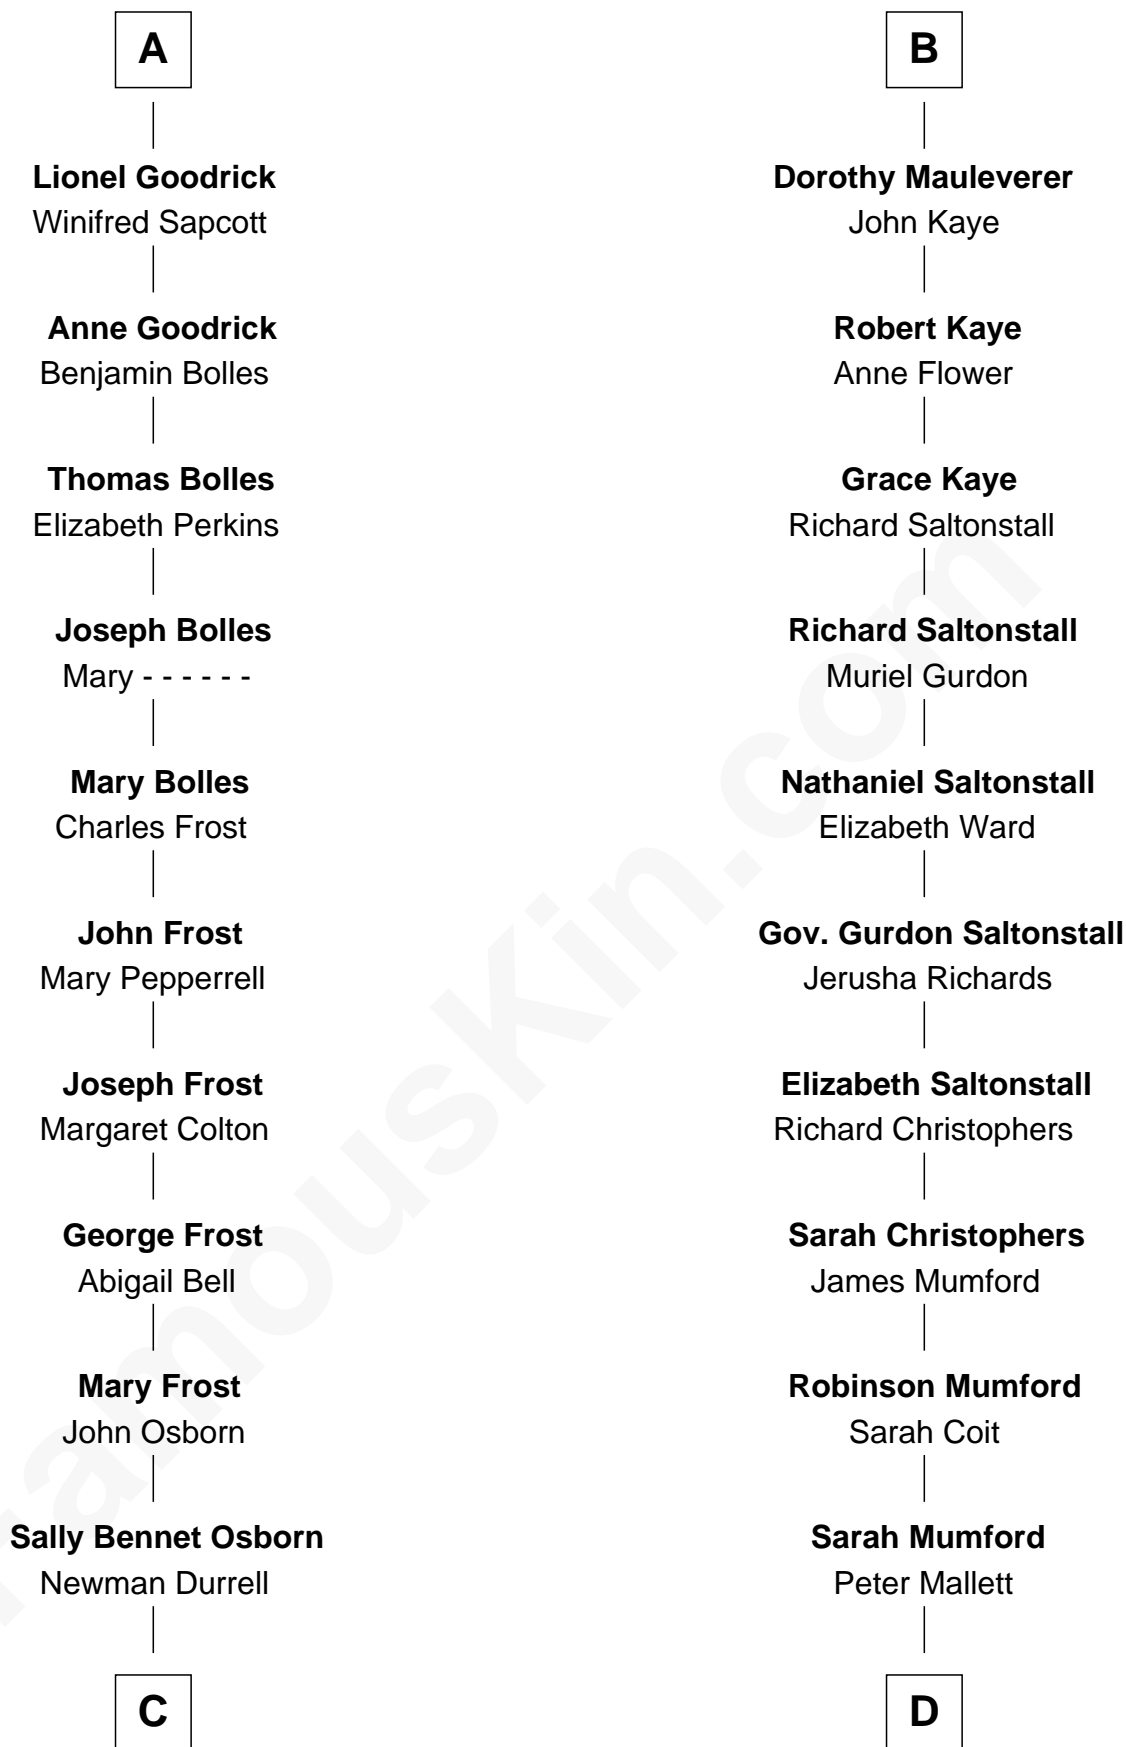 A
Lionel Goodrick
Winifred Sapcott
Anne Goodrick
Benjamin Bolles
Thomas Bolles
Elizabeth Perkins
Joseph Bolles
Mary - - - - - -
Mary Bolles
Charles Frost
John Frost
Mary Pepperrell
Joseph Frost
Margaret Colton
George Frost
Abigail Bell
Mary Frost
John Osborn
Sally Bennet Osborn
Newman Durrell
C
B
Dorothy Mauleverer
John Kaye
Robert Kaye
Anne Flower
Grace Kaye
Richard Saltonstall
Richard Saltonstall
Muriel Gurdon
Nathaniel Saltonstall
Elizabeth Ward
Gov. Gurdon Saltonstall
Jerusha Richards
Elizabeth Saltonstall
Richard Christophers
Sarah Christophers
James Mumford
Robinson Mumford
Sarah Coit
Sarah Mumford
Peter Mallett
D
FamousKin.com